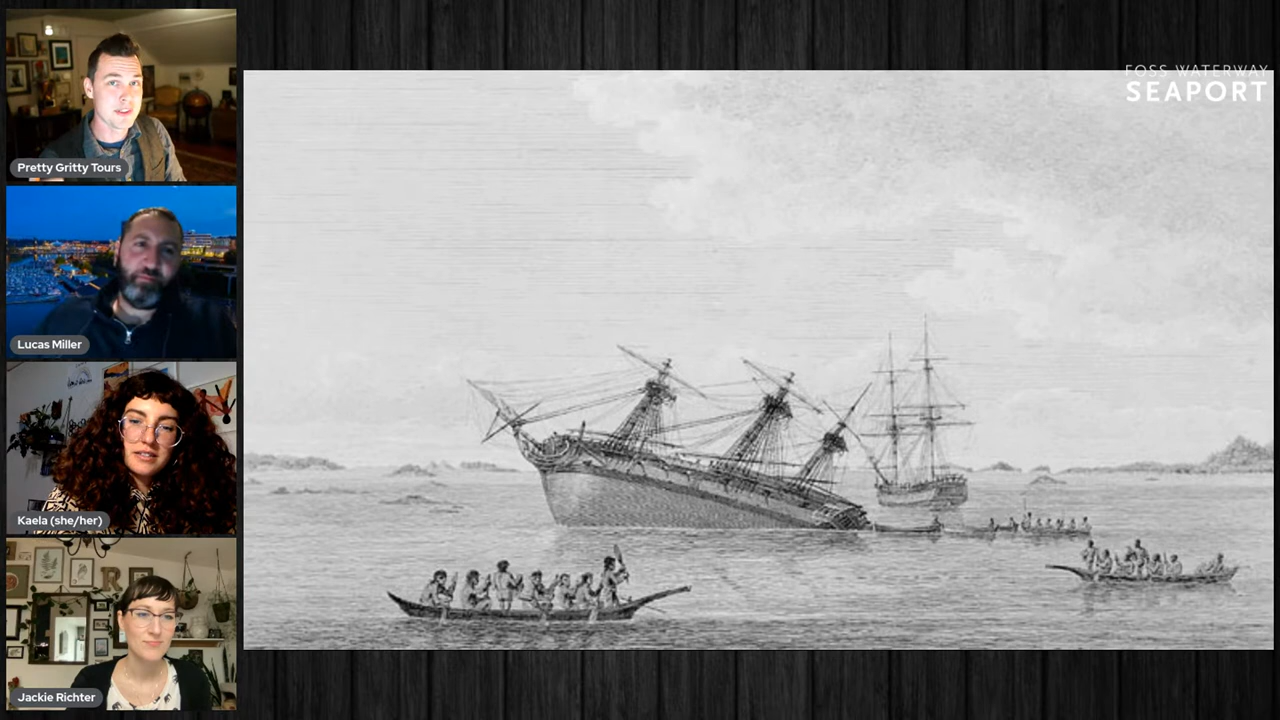 Pretty Gritty Tours
Lucas Miller
Kaela (she/her)
Jackie Richter
FOSS WATERWAY
SEAPORT
R